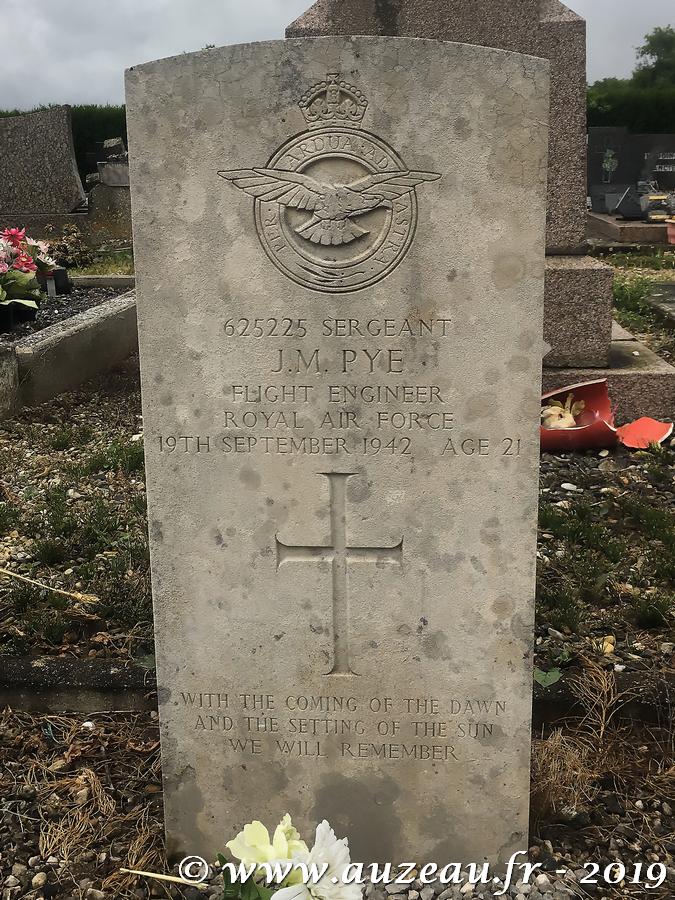 PER ARDUA AD ASTRA
625225 SERGEANT
J.M. PYE
FLIGHT ENGINEER
ROYAL AIR FORCE
19TH SEPTEMBER 1942 AGE 21
WITH THE COMING OF THE DAWN
AND THE SETTING OF THE SUN
WE WILL REMEMBER
© www.auzeau.fr - 2019